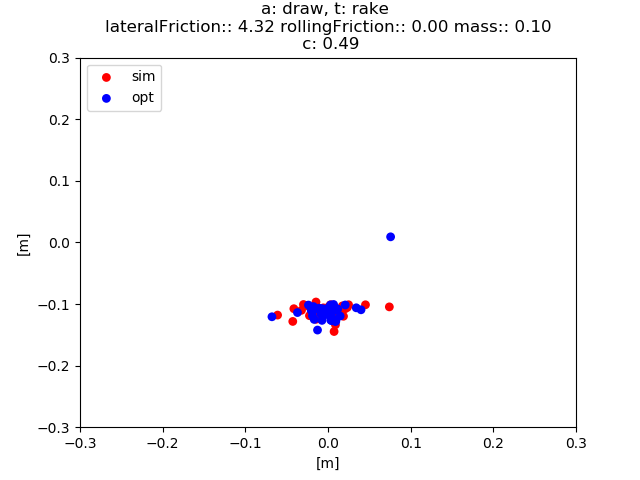 a: draw, t: rake
lateralFriction:: 4.32 rollingFriction:: 0.00 mass:: 0.10
c: 0.49
sim
opt
0.3
0.2
0.1
0.0
−0.1
−0.2
−0.3
[m]
−0.3 −0.2 −0.1 0.0 0.1 0.2 0.3
[m]